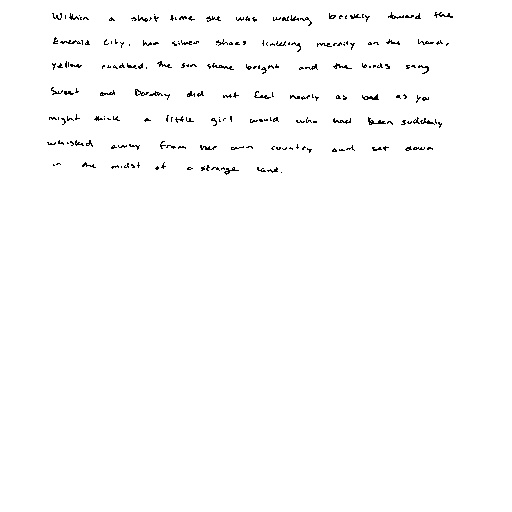 Within a short time she was walking briskly toward the
Emerald City, her silver shoes tinkling merrily on the hard,
yellow roadbed. The sun shone bright and the birds sang
sweet and Dorothy did not feel nearly as bad as you
might think a little girl would who had been suddenly
whisked away from her own country and set down
in the midst of a strange land.